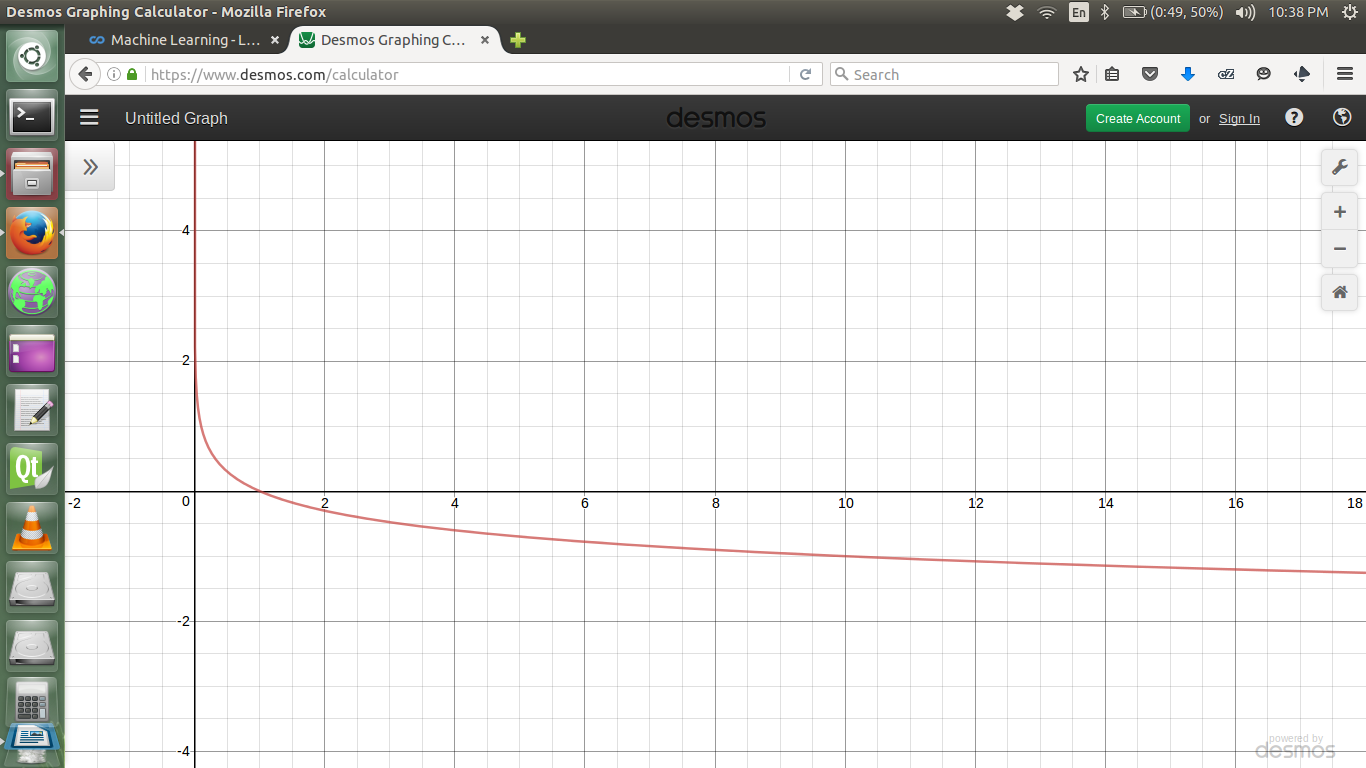 Desmos Graphing Calculator - Mozilla Firefox
En
(0:49, 50%)
10:38 PM
Machine Learning - L...
Desmos Graphing C...
https://www.desmos.com/calculator
Search
Untitled Graph
desmos
Create Account
or
Sign In
?
4
2
-2
0
2
4
6
8
10
12
14
16
18
-2
-4
Qt
powered by
desmos